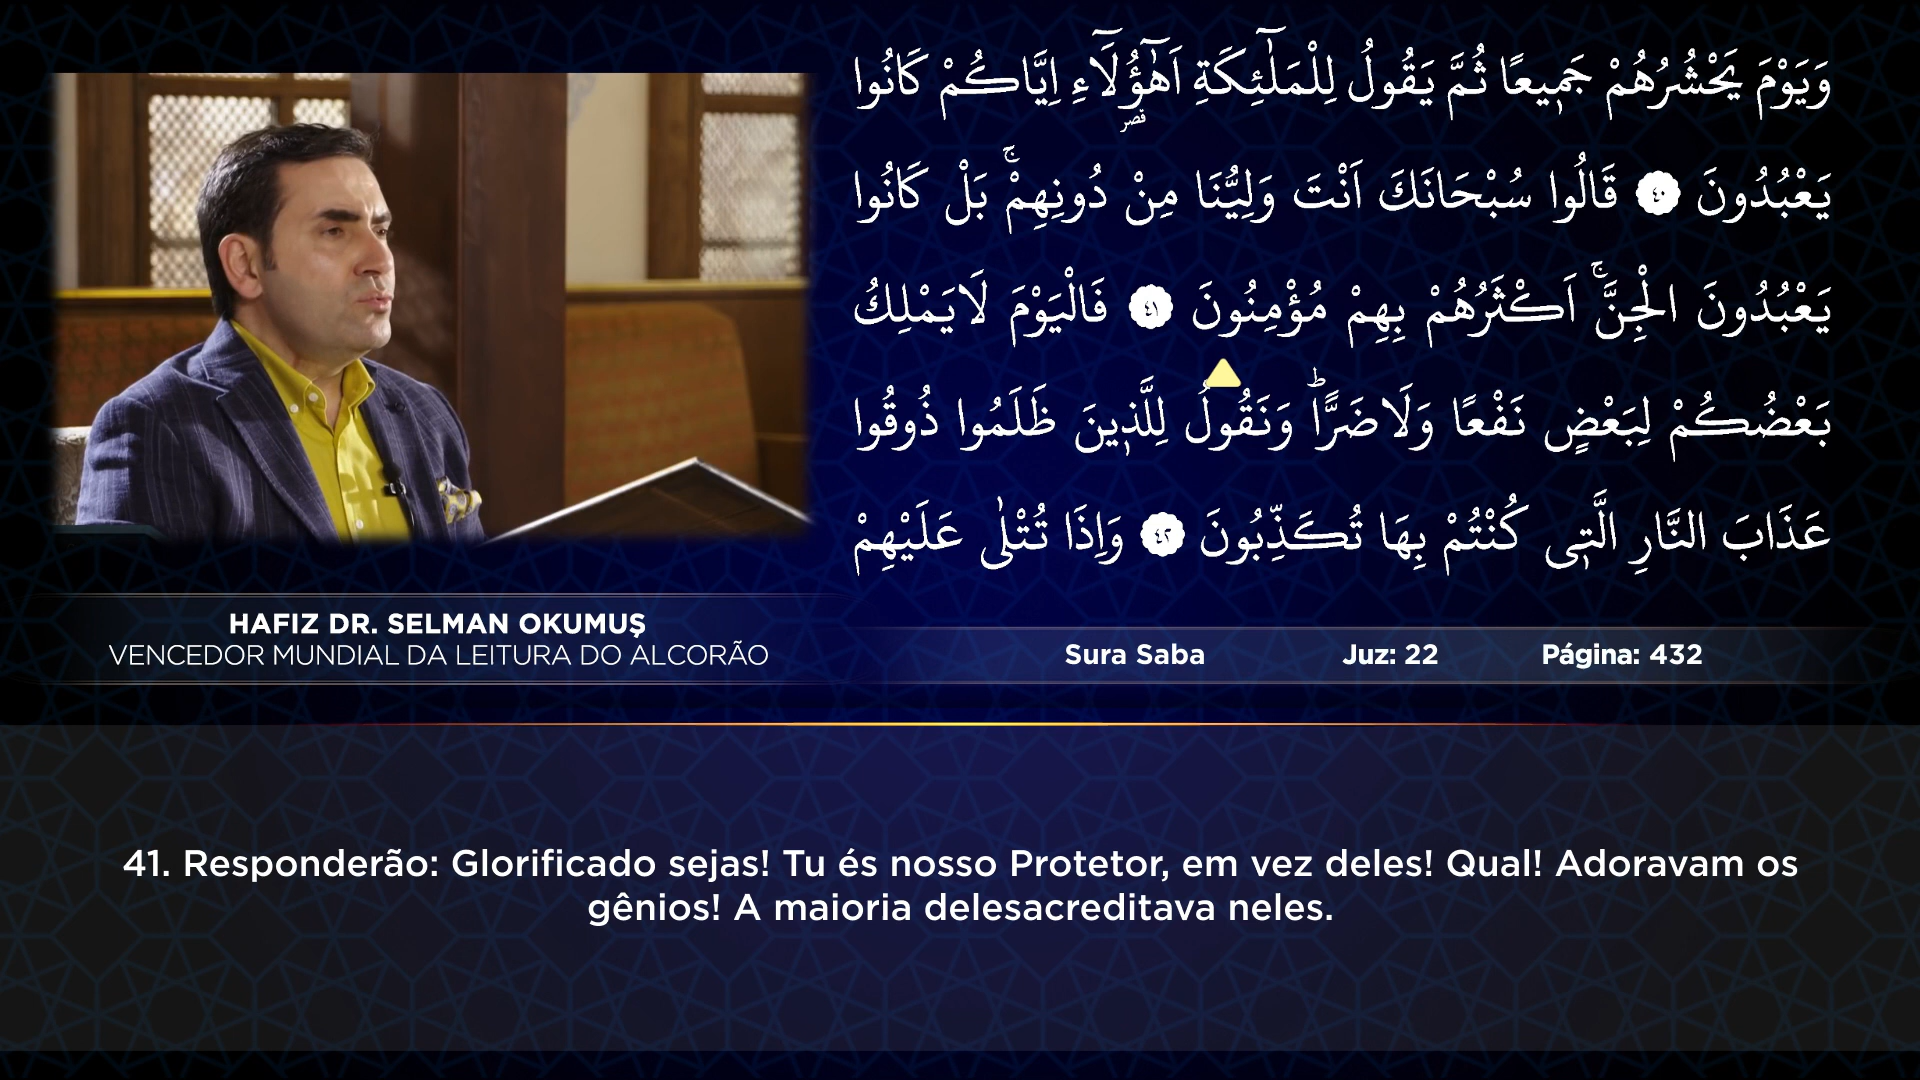 وَيَوْمَ يَحْشُرُهُمْ جَمِيعًا ثُمَّ يَقُولُ لِلْمَلٰٓئِكَةِ اَهٰٓؤُ۬لَٓاءِ اِيَّاكُمْ كَانُوا
قصر
يَعْبُدُونَ ٤٠ قَالُوا سُبْحَانَكَ اَنْتَ وَلِيُّنَا مِنْ دُونِهِمْۚ بَلْ كَانُوا
يَعْبُدُونَ الْجِنَّۚ اَكْثَرُهُمْ بِهِمْ مُؤْمِنُونَ ٤١ فَالْيَوْمَ لَا يَمْلِكُ
بَعْضُكُمْ لِبَعْضٍ نَفْعًا وَلَا ضَرًّاۜ وَنَقُولُ لِلَّذ۪ينَ ظَلَمُوا ذُوقُوا
عَذَابَ النَّارِ الَّت۪ى كُنْتُمْ بِهَا تُكَذِّبُونَ ٤٢ وَاِذَا تُتْلٰى عَلَيْهِمْ
HAFIZ DR. SELMAN OKUMUŞ
VENCEDOR MUNDIAL DA LEITURA DO ALCORÃO
Sura Saba Juz: 22 Página: 432
41. Responderão: Glorificado sejas! Tu és nosso Protetor, em vez deles! Qual! Adoravam os
gênios! A maioria delesacreditava neles.